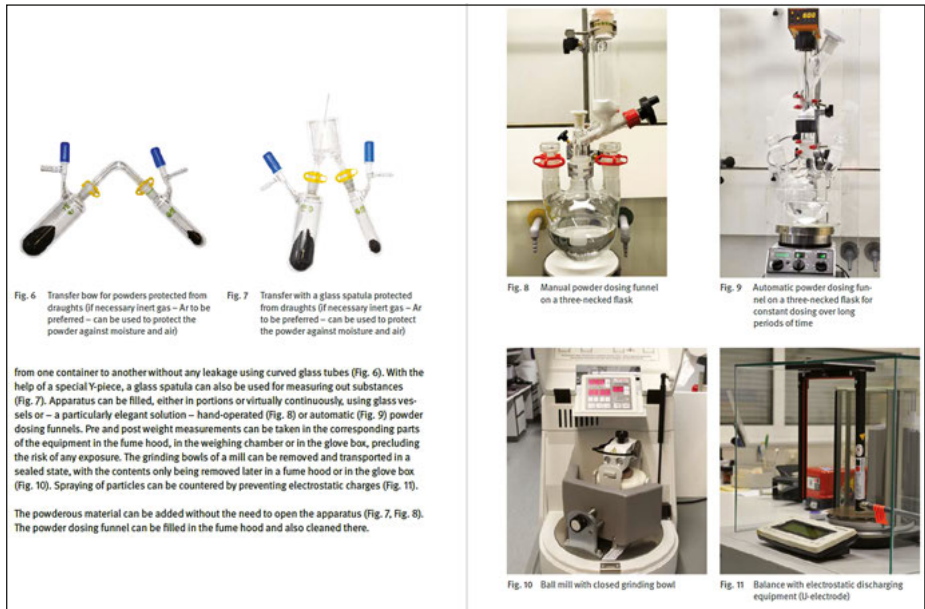 Fig. 6 Transfer bow for powders protected from
draughts (if necessary inert gas – Ar to be
preferred – can be used to protect the
powder against moisture and air)
Fig. 7 Transfer with a glass spatula protected
from draughts (if necessary inert gas – Ar
to be preferred – can be used to protect
the powder against moisture and air)
from one container to another without any leakage using curved glass tubes (Fig. 6). With the
help of a special Y-piece, a glass spatula can also be used for measuring out substances
(Fig. 7). Apparatus can be filled, either in portions or virtually continuously, using glass ves-
sels or – a particularly elegant solution – hand-operated (Fig. 8) or automatic (Fig. 9) powder
dosing funnels. Pre and post weight measurements can be taken in the corresponding parts
of the equipment in the fume hood, in the weighing chamber or in the glove box, precluding
the risk of any exposure. The grinding bowls of a mill can be removed and transported in a
sealed state, with the contents only being removed later in a fume hood or in the glove box
(Fig. 10). Spraying of particles can be countered by preventing electrostatic charges (Fig. 11).
The powderous material can be added without the need to open the apparatus (Fig. 7, Fig. 8).
The powder dosing funnel can be filled in the fume hood and also cleaned there.
600
Fig. 8 Manual powder dosing funnel
on a three-necked flask
Fig. 9 Automatic powder dosing fun-
nel on a three-necked flask for
constant dosing over long
periods of time
Fig. 10 Ball mill with closed grinding bowl
Fig. 11 Balance with electrostatic discharging
equipment (U-electrode)